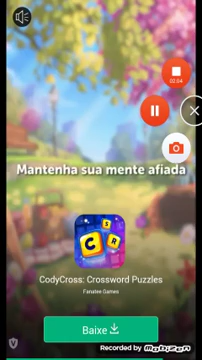 00:04
Mantenha sua mente afiada
C S R
CodyCross: Crossword Puzzles
Fanatee Games
Baixe
Recorded by Mobizen